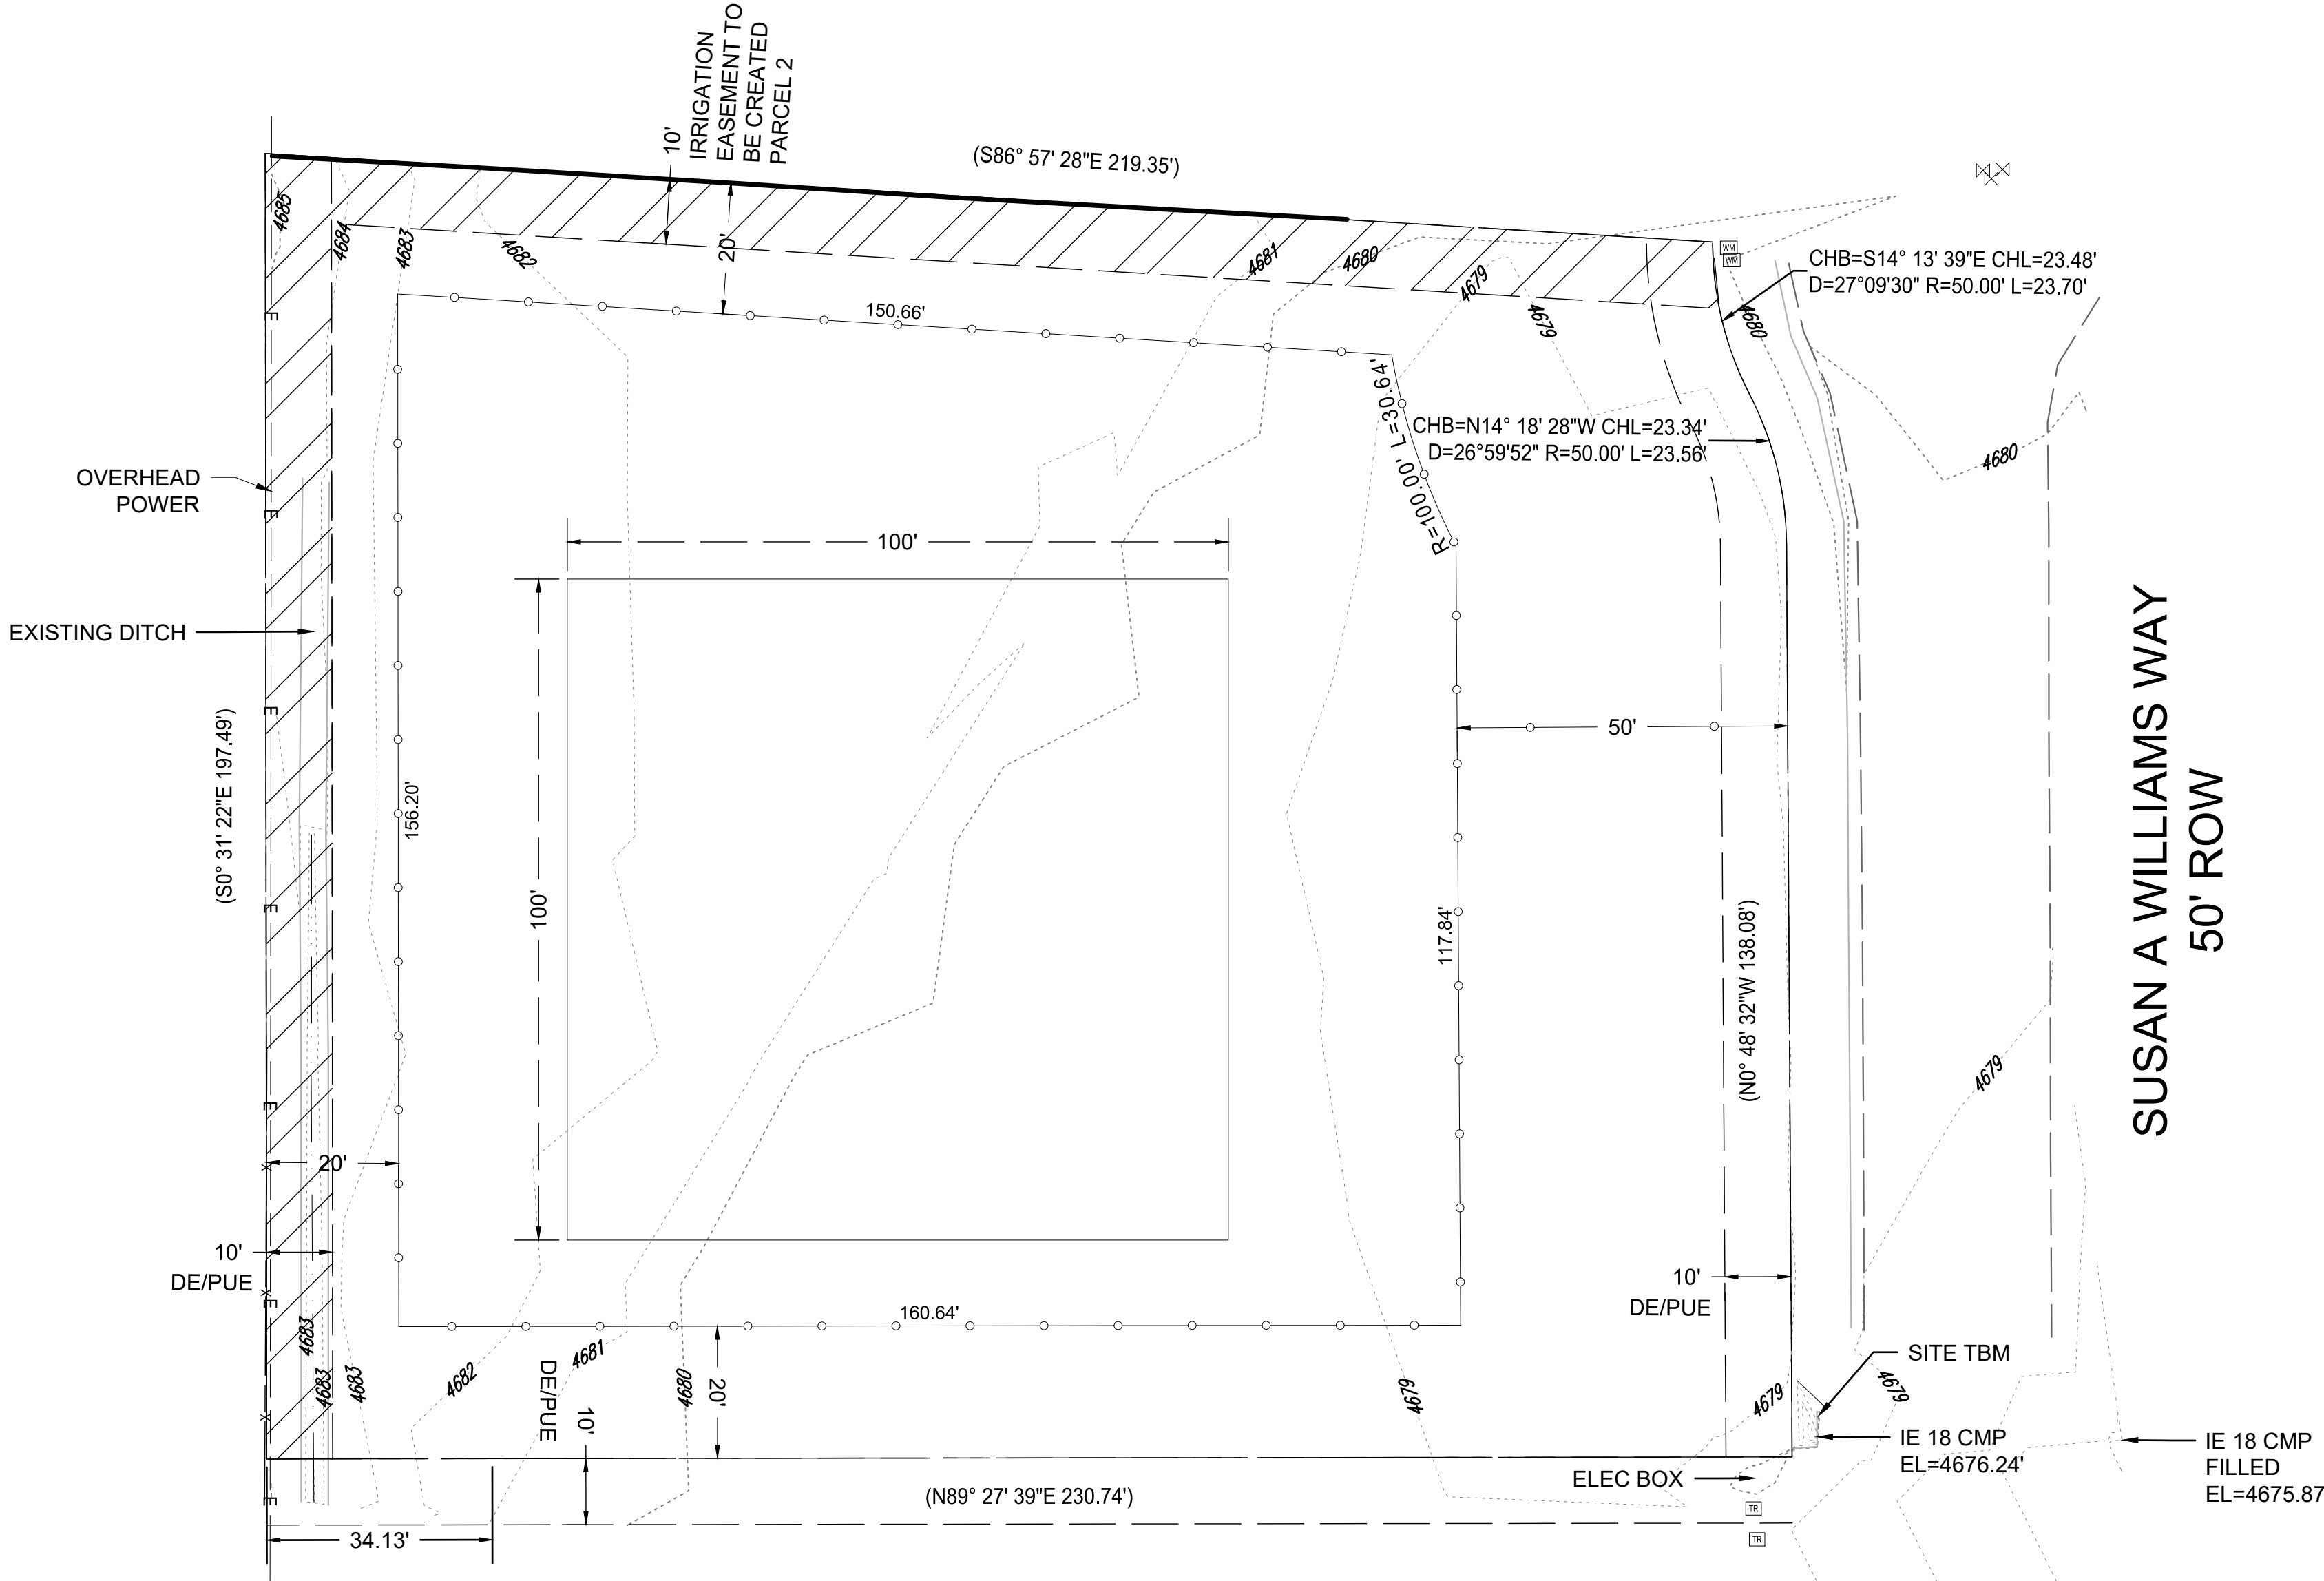 10'
IRRIGATION
EASEMENT TO
BE CREATED
PARCEL 2
(S86° 57' 28"E 219.35')
WM
WM
CHB=S14° 13' 39"E CHL=23.48'
D=27°09'30" R=50.00' L=23.70'
4685
4684
4683
4682
20'
4681
4680
4679
4679
4680
150.66'
R=100.00' L=30.64'
CHB=N14° 18' 28"W CHL=23.34'
D=26°59'52" R=50.00' L=23.56'
4680
OVERHEAD
POWER
E
E
100'
EXISTING DITCH
E
50'
(S0° 31' 22"E 197.49')
156.20'
100'
117.84'
(N0° 48' 32"W 138.08')
SUSAN A WILLIAMS WAY
50' ROW
E
4679
E
X
20'
10'
DE/PUE
X
E
10'
DE/PUE
160.64'
4683
4683
4683
4682
4681
DE/PUE
10'
4680
20'
4679
4679
4679
SITE TBM
X
IE 18 CMP
EL=4676.24'
IE 18 CMP
FILLED
EL=4675.87
ELEC BOX
E
(N89° 27' 39"E 230.74')
TR
TR
34.13'